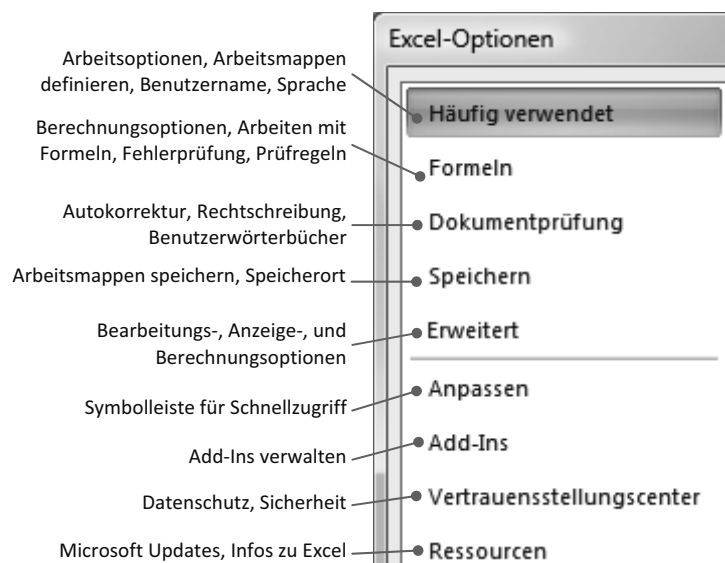 Excel-Optionen
Arbeitsoptionen, Arbeitsmappen
definieren, Benutzername, Sprache
Häufig verwendet
Berechnungsoptionen, Arbeiten mit
Formeln, Fehlerprüfung, Prüfregeln
Formeln
Autokorrektur, Rechtschreibung,
Benutzerwörterbücher
Dokumentprüfung
Arbeitsmappen speichern, Speicherort
Speichern
Bearbeitungs-, Anzeige-, und
Berechnungsoptionen
Erweitert
Symbolleiste für Schnellzugriff
Anpassen
Add-Ins verwalten
Add-Ins
Datenschutz, Sicherheit
Vertrauensstellungscenter
Microsoft Updates, Infos zu Excel
Ressourcen